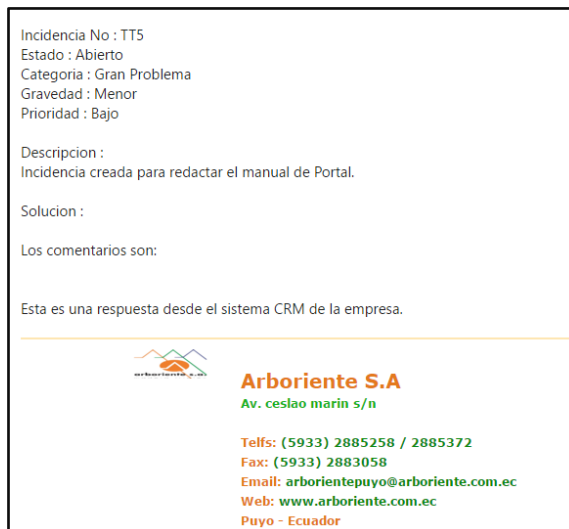 Incidencia No : TT5
Estado : Abierto
Categoria : Gran Problema
Gravedad : Menor
Prioridad : Bajo
Descripcion :
Incidencia creada para redactar el manual de Portal.
Solucion :
Los comentarios son:
Esta es una respuesta desde el sistema CRM de la empresa.
arboriente s.a.
Arboriente S.A
Av. ceslao marin s/n
Telfs: (5933) 2885258 / 2885372
Fax: (5933) 2883058
Email: arborientepuyo@arboriente.com.ec
Web: www.arboriente.com.ec
Puyo - Ecuador